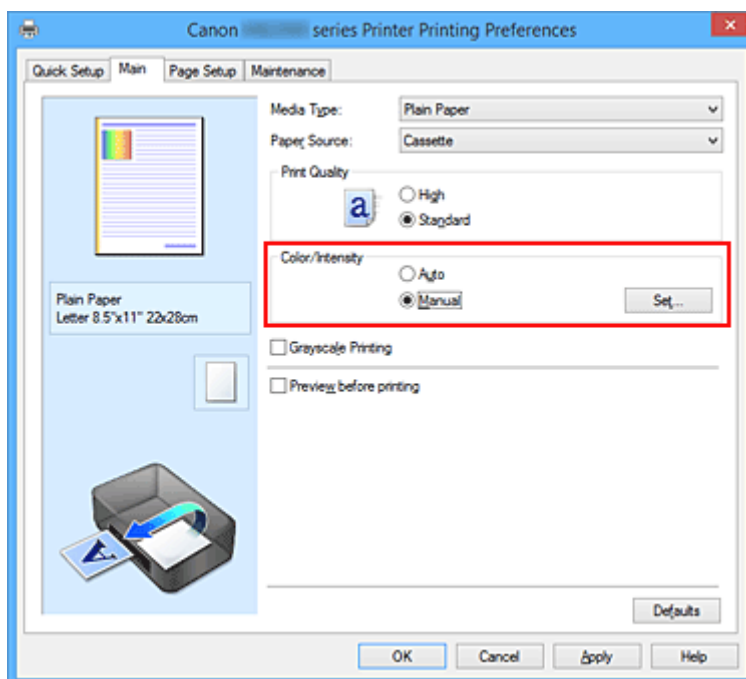 Canon series Printer Printing Preferences
Quick Setup Main Page Setup Maintenance
Media Type: Plain Paper
Paper Source: Cassette
Print Quality
a
High
Standard
Color/Intensity
Auto
Manual Set...
Plain Paper
Letter 8.5"x11" 22x28cm
Grayscale Printing
Preview before printing
A
Defaults
OK Cancel Apply Help